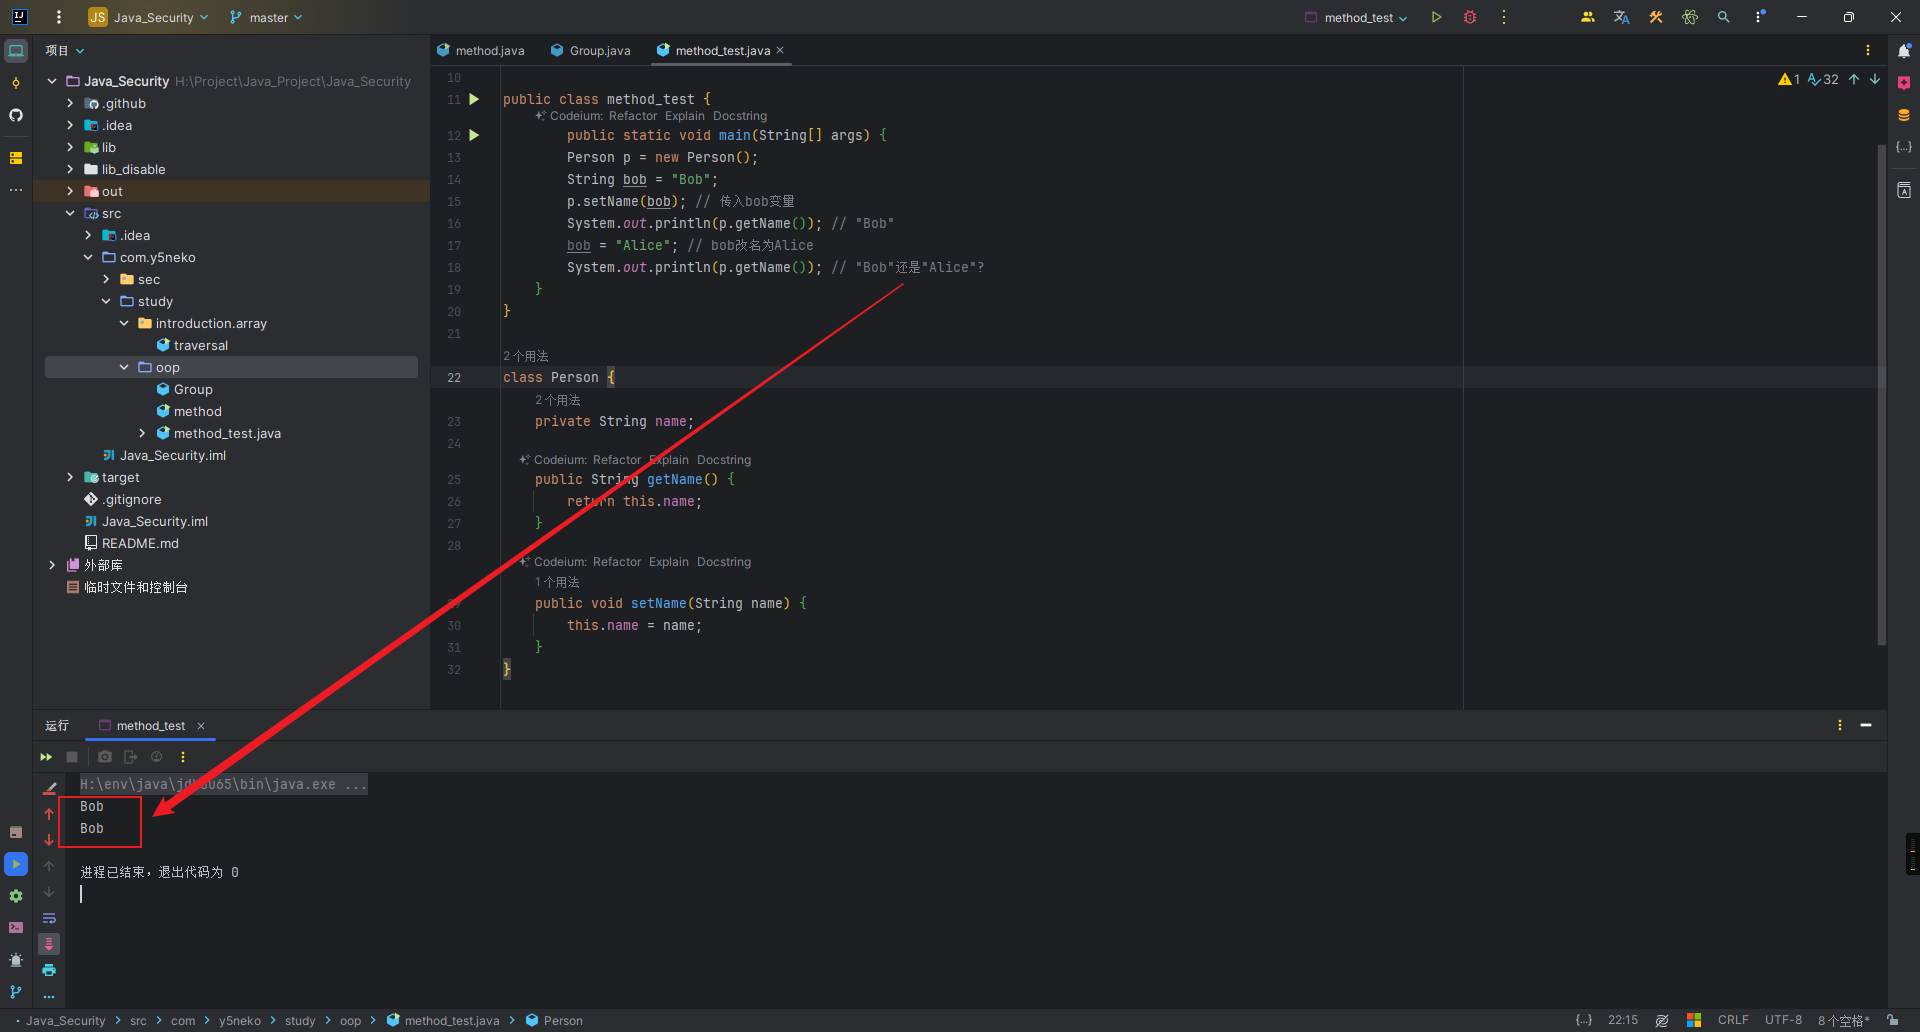 JS Java_Security master method_test
项目
method.java Group.java method_test.java
Java_Security H:\Project\Java_Project\Java_Security
.github
.idea
lib
lib_disable
out
src
.idea
com.y5neko
sec
study
introduction.array
traversal
oop
Group
method
method_test.java
Java_Security.iml
target
.gitignore
Java_Security.iml
README.md
外部库
临时文件和控制台
1 32
10
11 public class method_test {
Codeium: Refactor Explain Docstring
12 public static void main(String[] args) {
13 Person p = new Person();
14 String bob = "Bob";
15 p.setName(bob); // 传入bob变量
16 System.out.println(p.getName()); // "Bob"
17 bob = "Alice"; // bob改名为Alice
18 System.out.println(p.getName()); // "Bob"还是"Alice"?
19 }
20 }
21
2个用法
22 class Person {
2个用法
23 private String name;
24
Codeium: Refactor Explain Docstring
25 public String getName() {
26 return this.name;
27 }
28
Codeium: Refactor Explain Docstring
1个用法
public void setName(String name) {
30 this.name = name;
31 }
32 }
运行 method_test
H:\env\java\jd 8u65\bin\java.exe ...
Bob
Bob
进程已结束，退出代码为 0
Java_Security src com y5neko study oop method_test.java Person
{...} 22:15 CRLF UTF-8 8个空格*